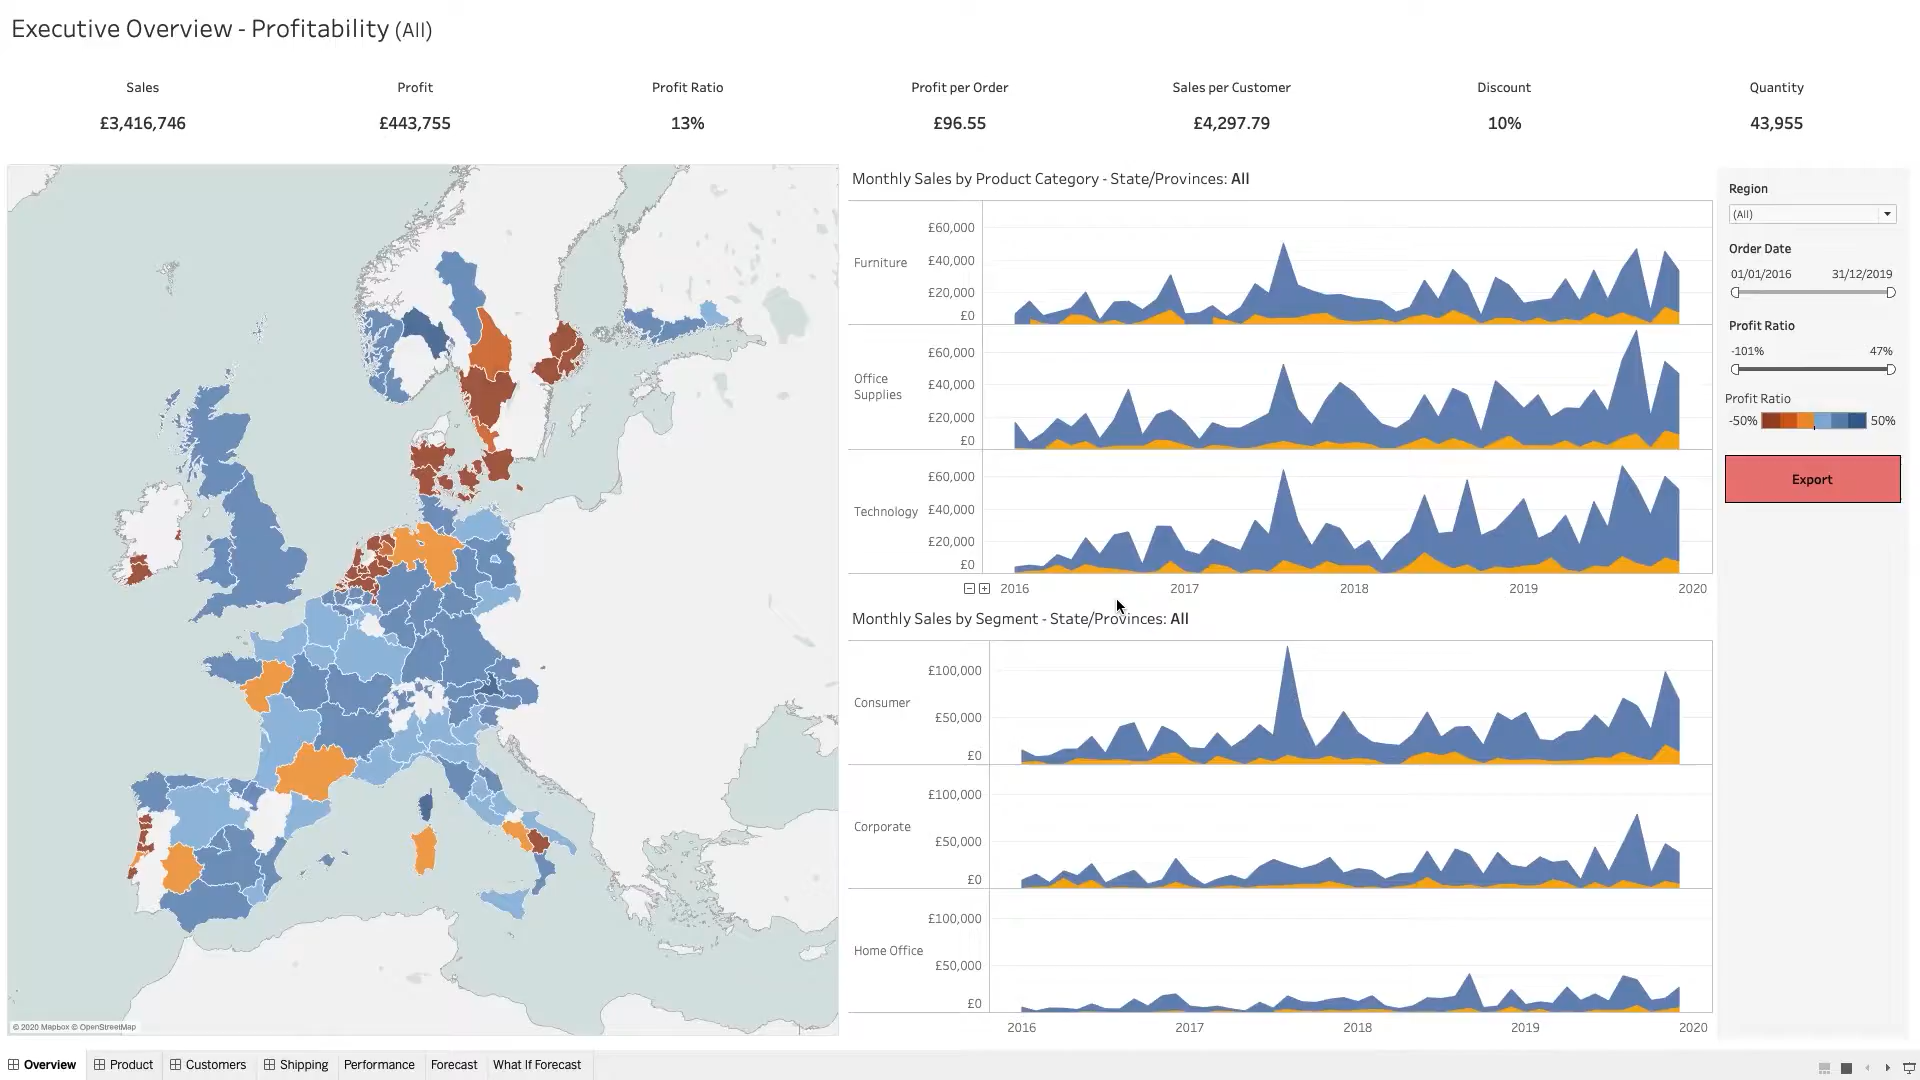 Executive Overview - Profitability (All)
Sales Profit Profit Ratio Profit per Order Sales per Customer Discount Quantity
£3,416,746 £443,755 13% £96.55 £4,297.79 10% 43,955
Monthly Sales by Product Category - State/Provinces: All
Furniture
£60,000
£40,000
£20,000
£0
Office
Supplies
£60,000
£40,000
£20,000
£0
Technology
£60,000
£40,000
£20,000
£0
2016 2017 2018 2019 2020
Monthly Sales by Segment - State/Provinces: All
Consumer
£100,000
£50,000
£0
Corporate
£100,000
£50,000
£0
Home Office
£100,000
£50,000
£0
2016 2017 2018 2019 2020
Region
(All)
Order Date
01/01/2016 31/12/2019
Profit Ratio
-101% 47%
Profit Ratio
-50% 50%
Export
© 2020 Mapbox © OpenStreetMap
Overview Product Customers Shipping Performance Forecast What If Forecast